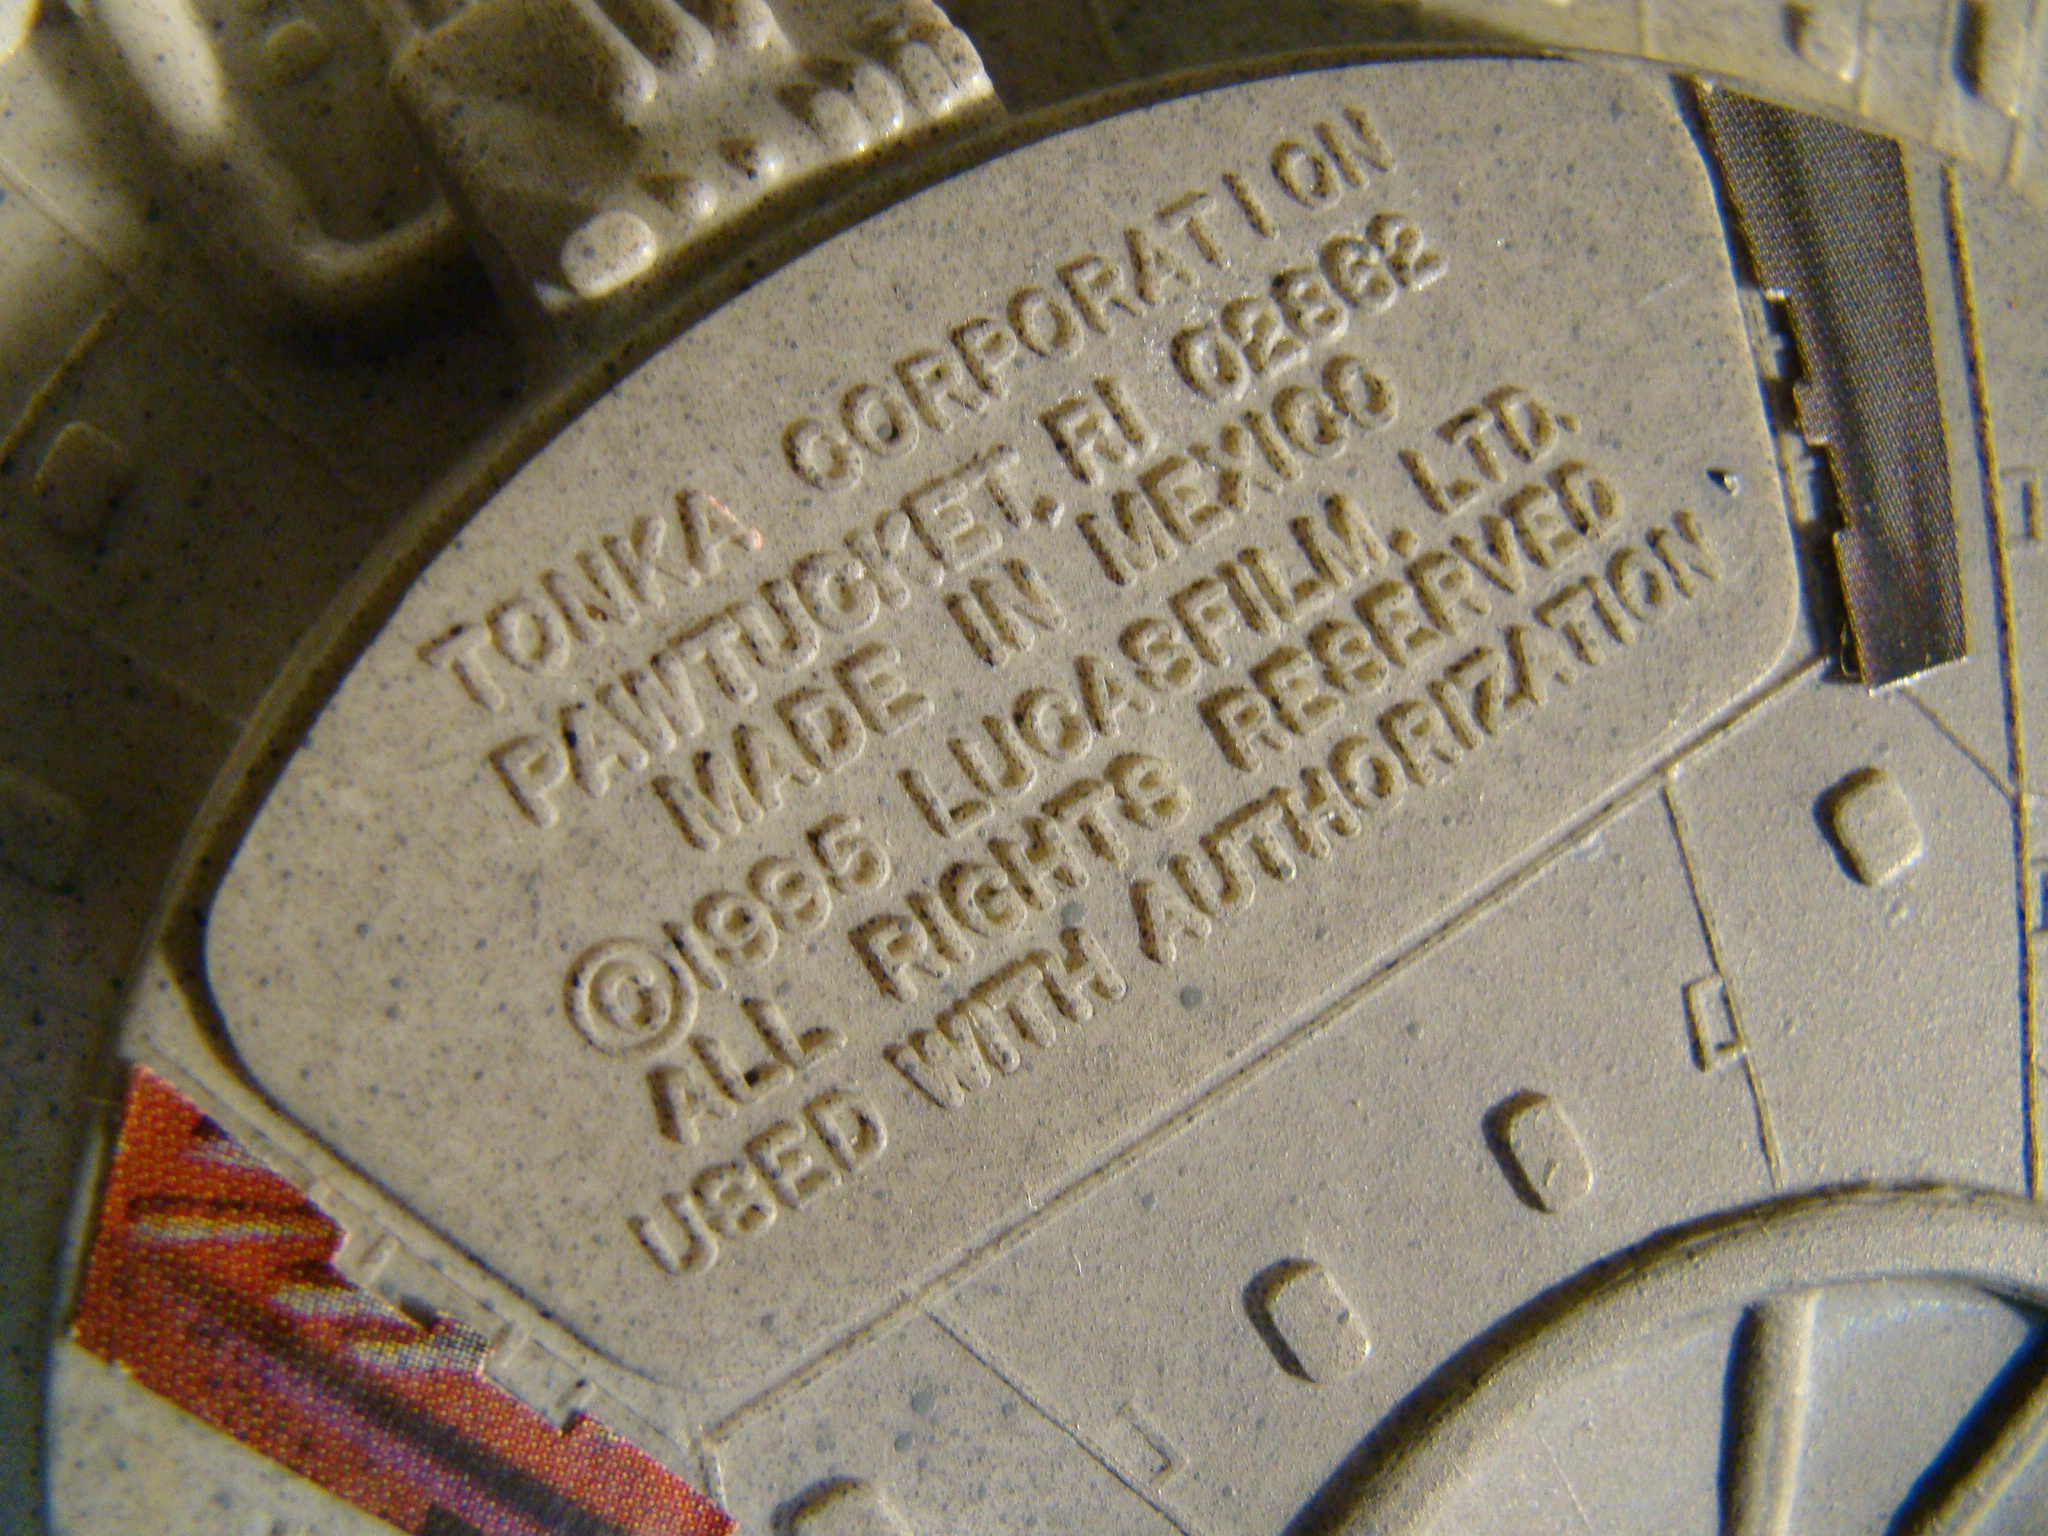 TONKA CORPORATION
PAWTUCKET, RI 02862
MADE IN MEXICO
©1995 LUCASFILM. LTD.
ALL RIGHTS RESERVED
USED WITH AUTHORIZATION